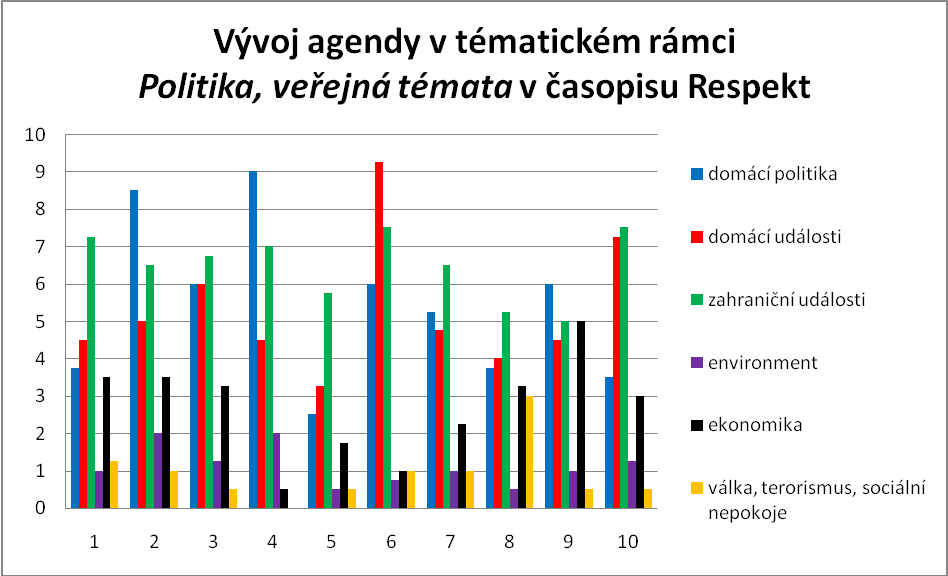 Vývoj agendy v tématickém rámci
Politika, veřejná témata v časopisu Respekt
10
9
8
7
6
5
4
3
2
1
0
1 2 3 4 5 6 7 8 9 10
domácí politika
domácí události
zahraniční události
environment
ekonomika
válka, terorismus, sociální
nepokoje